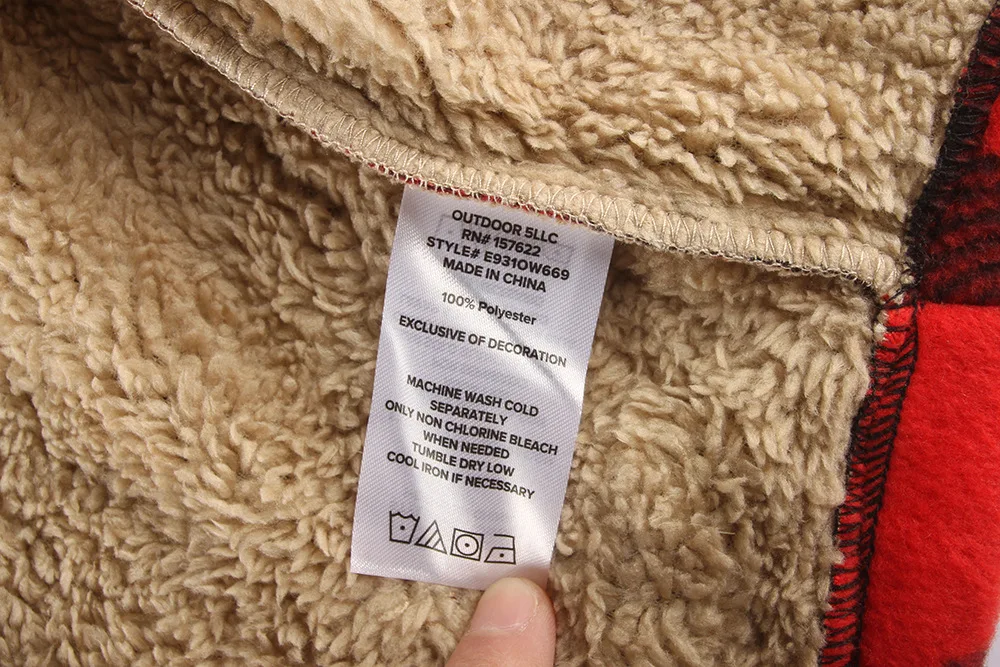 OUTDOOR 5LLC
RN# 157622
STYLE# E931OW669
MADE IN CHINA
100% Polyester
EXCLUSIVE OF DECORATION
MACHINE WASH COLD
SEPARATELY
ONLY NON CHLORINE BLEACH
WHEN NEEDED
TUMBLE DRY LOW
COOL IRON IF NECESSARY